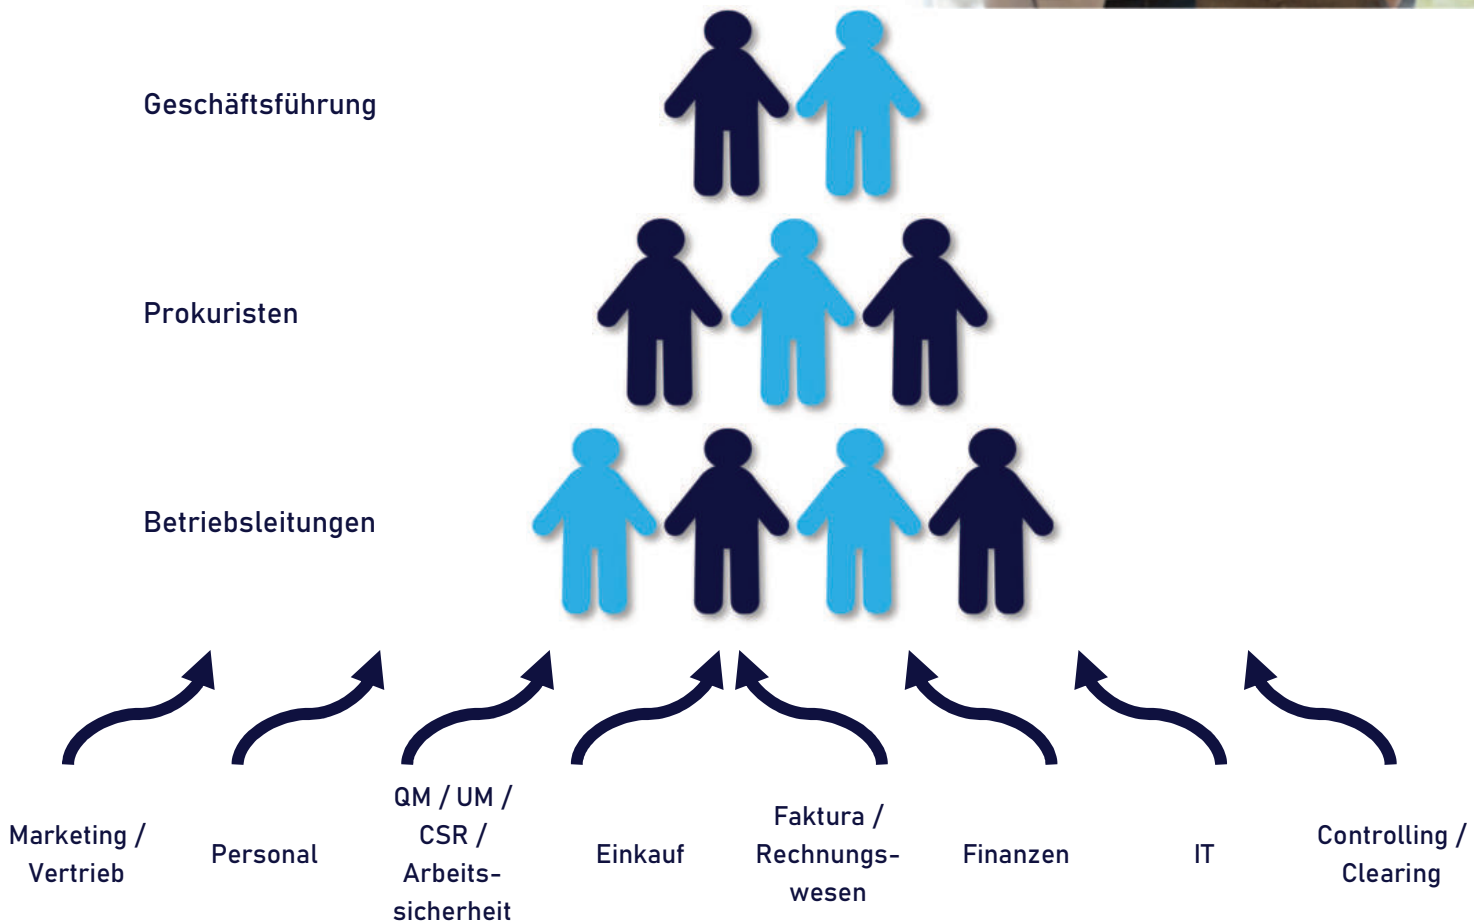 Geschäftsführung
Prokuristen
Betriebsleitungen
Marketing /
Vertrieb
Personal
QM / UM /
CSR /
Arbeits-
sicherheit
Einkauf
Faktura /
Rechnungs-
wesen
Finanzen
IT
Controlling /
Clearing